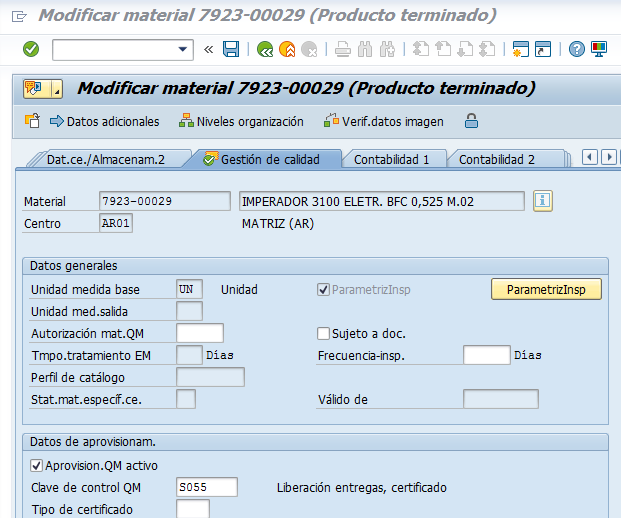 Modificar material 7923-00029 (Producto terminado)
Modificar material 7923-00029 (Producto terminado)
Datos adicionales Niveles organización Verif.datos imagen
Dat.ce./Almacenam.2 Gestión de calidad Contabilidad 1 Contabilidad 2
Material 7923-00029 IMPERADOR 3100 ELETR. BFC 0,525 M.02
Centro AR01 MATRIZ (AR)
Datos generales
Unidad medida base UN Unidad ParametrizInsp ParametrizInsp
Unidad med.salida
Autorización mat.QM Sujeto a doc.
Tmpo.tratamiento EM Días Frecuencia-insp. Días
Perfil de catálogo
Stat.mat.específ.ce. Válido de
Datos de aprovisionam.
Aprovision.QM activo
Clave de control QM S055 Liberación entregas, certificado
Tipo de certificado